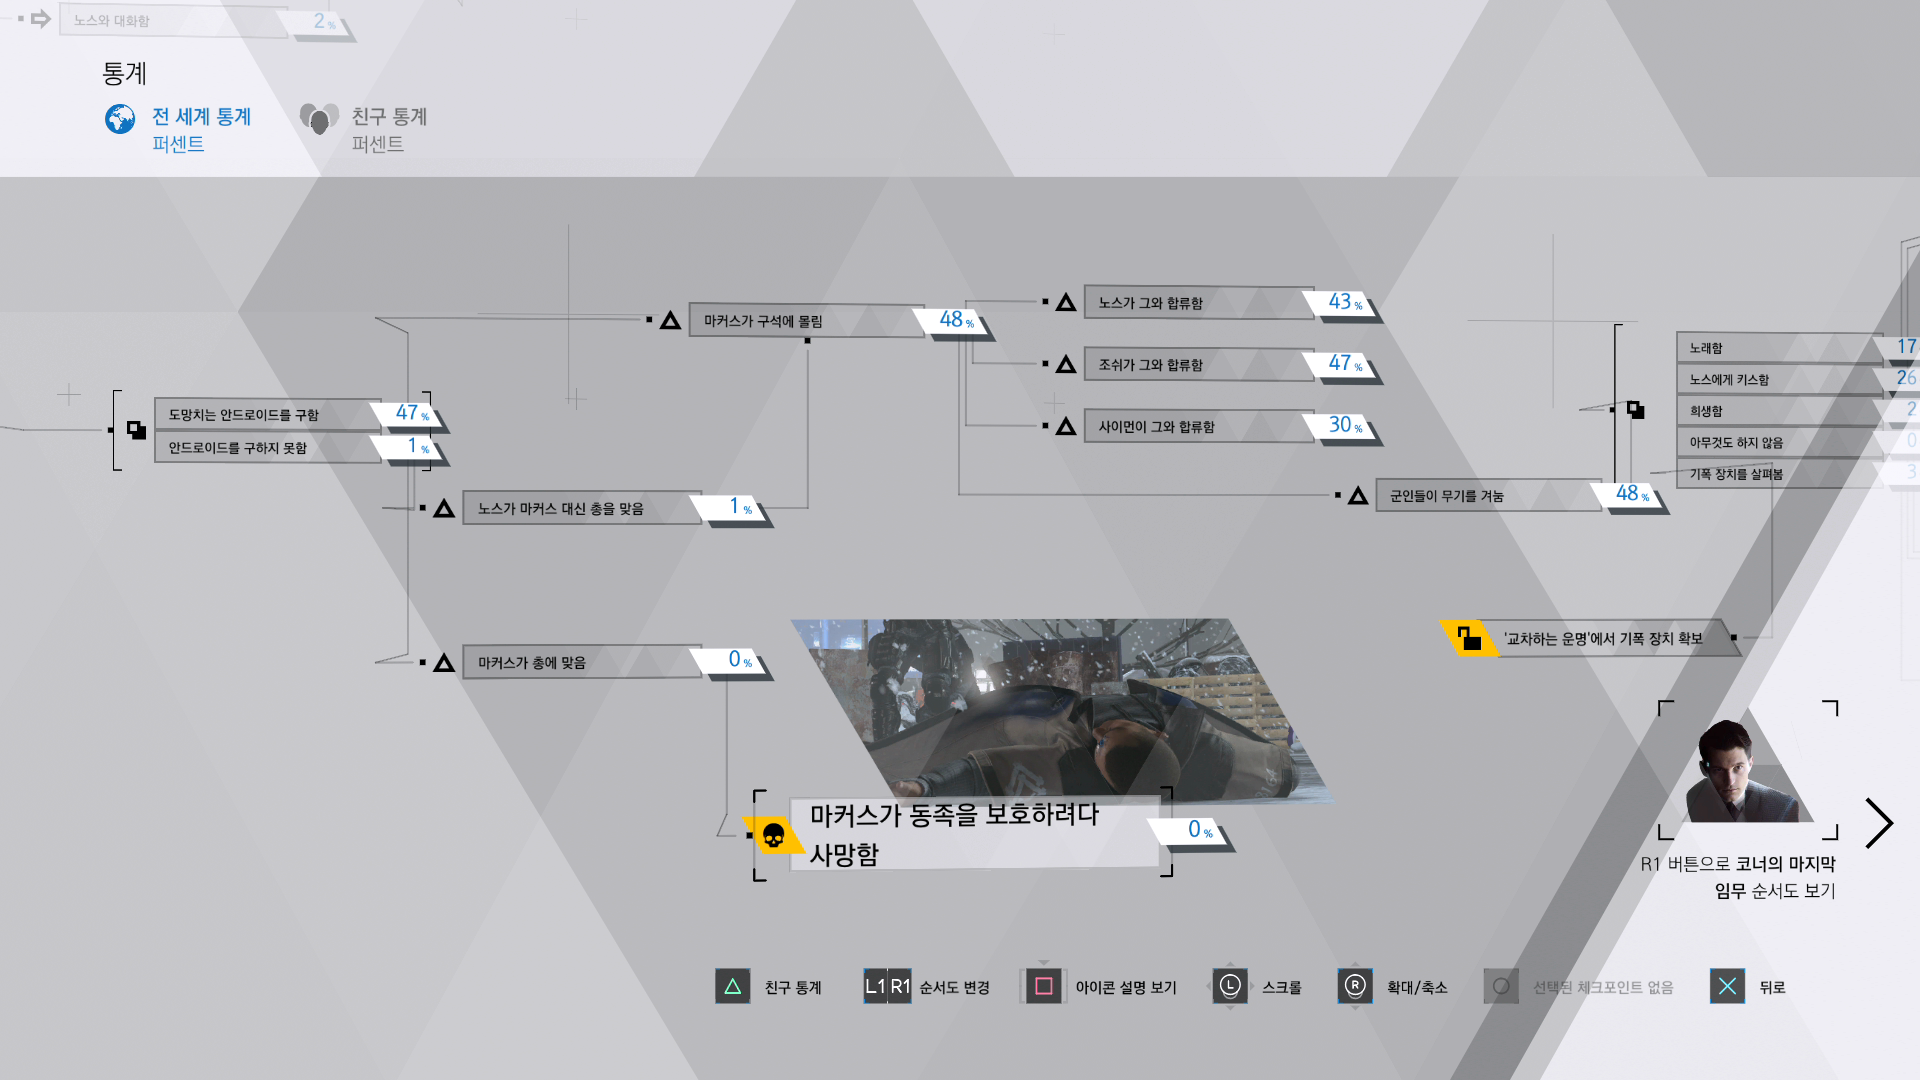 노스와 대화함
2 %
통계
전 세계 통계
퍼센트
친구 통계
퍼센트
도망치는 안드로이드를 구함
47 %
안드로이드를 구하지 못함
1 %
마커스가 구석에 몰림
48 %
노스가 마커스 대신 총을 맞음
1 %
마커스가 총에 맞음
0 %
노스가 그와 합류함
43 %
조쉬가 그와 합류함
47 %
사이먼이 그와 합류함
30 %
군인들이 무기를 겨눔
48 %
노래함
17
노스에게 키스함
26
희생함
2
아무것도 하지 않음
0
기폭 장치를 살펴봄
3
'교차하는 운명'에서 기폭 장치 확보
마커스가 동족을 보호하려다
사망함
0 %
R1 버튼으로 코너의 마지막
임무 순서도 보기
친구 통계
L1 R1 순서도 변경
아이콘 설명 보기
L 스크롤
R 확대/축소
선택된 체크포인트 없음
뒤로